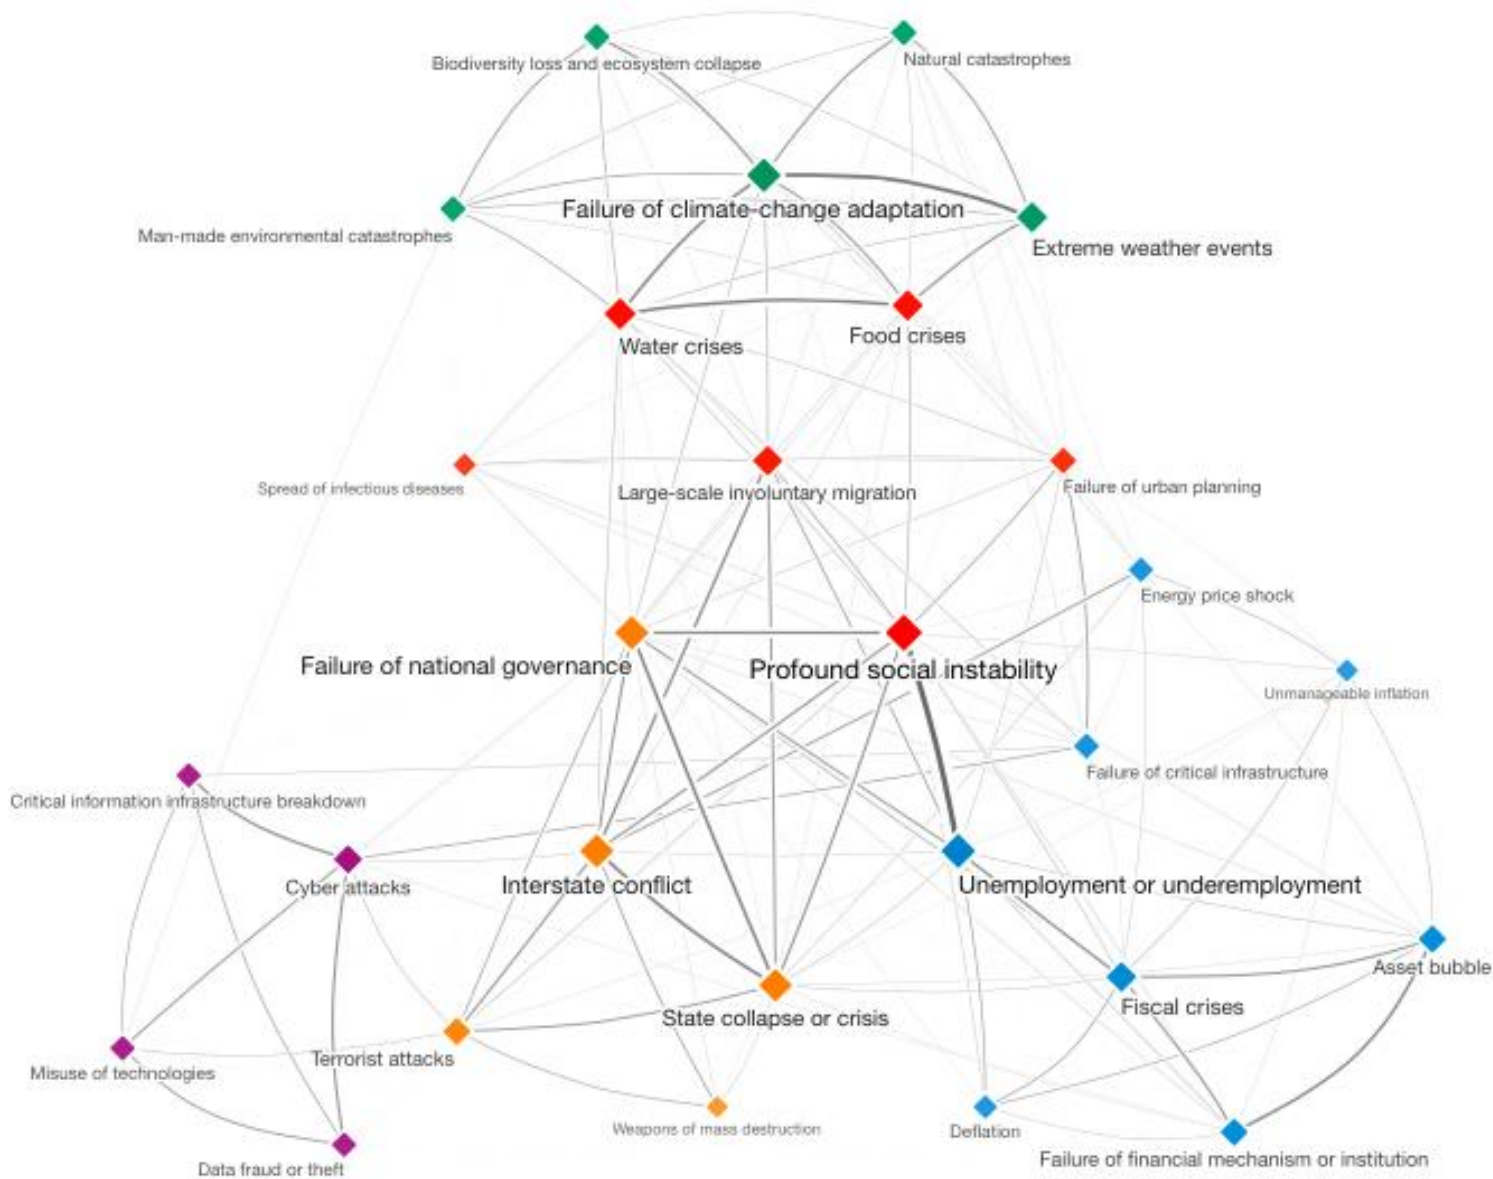 Biodiversity loss and ecosystem collapse
Natural catastrophes
Failure of climate-change adaptation
Man-made environmental catastrophes
Extreme weather events
Water crises
Food crises
Spread of infectious diseases
Large-scale involuntary migration
Failure of urban planning
Energy price shock
Failure of national governance
Profound social instability
Unmanageable inflation
Failure of critical infrastructure
Critical information infrastructure breakdown
Cyber attacks
Interstate conflict
Unemployment or underemployment
Asset bubble
Fiscal crises
State collapse or crisis
Terrorist attacks
Misuse of technologies
Weapons of mass destruction
Deflation
Failure of financial mechanism or institution
Data fraud or theft